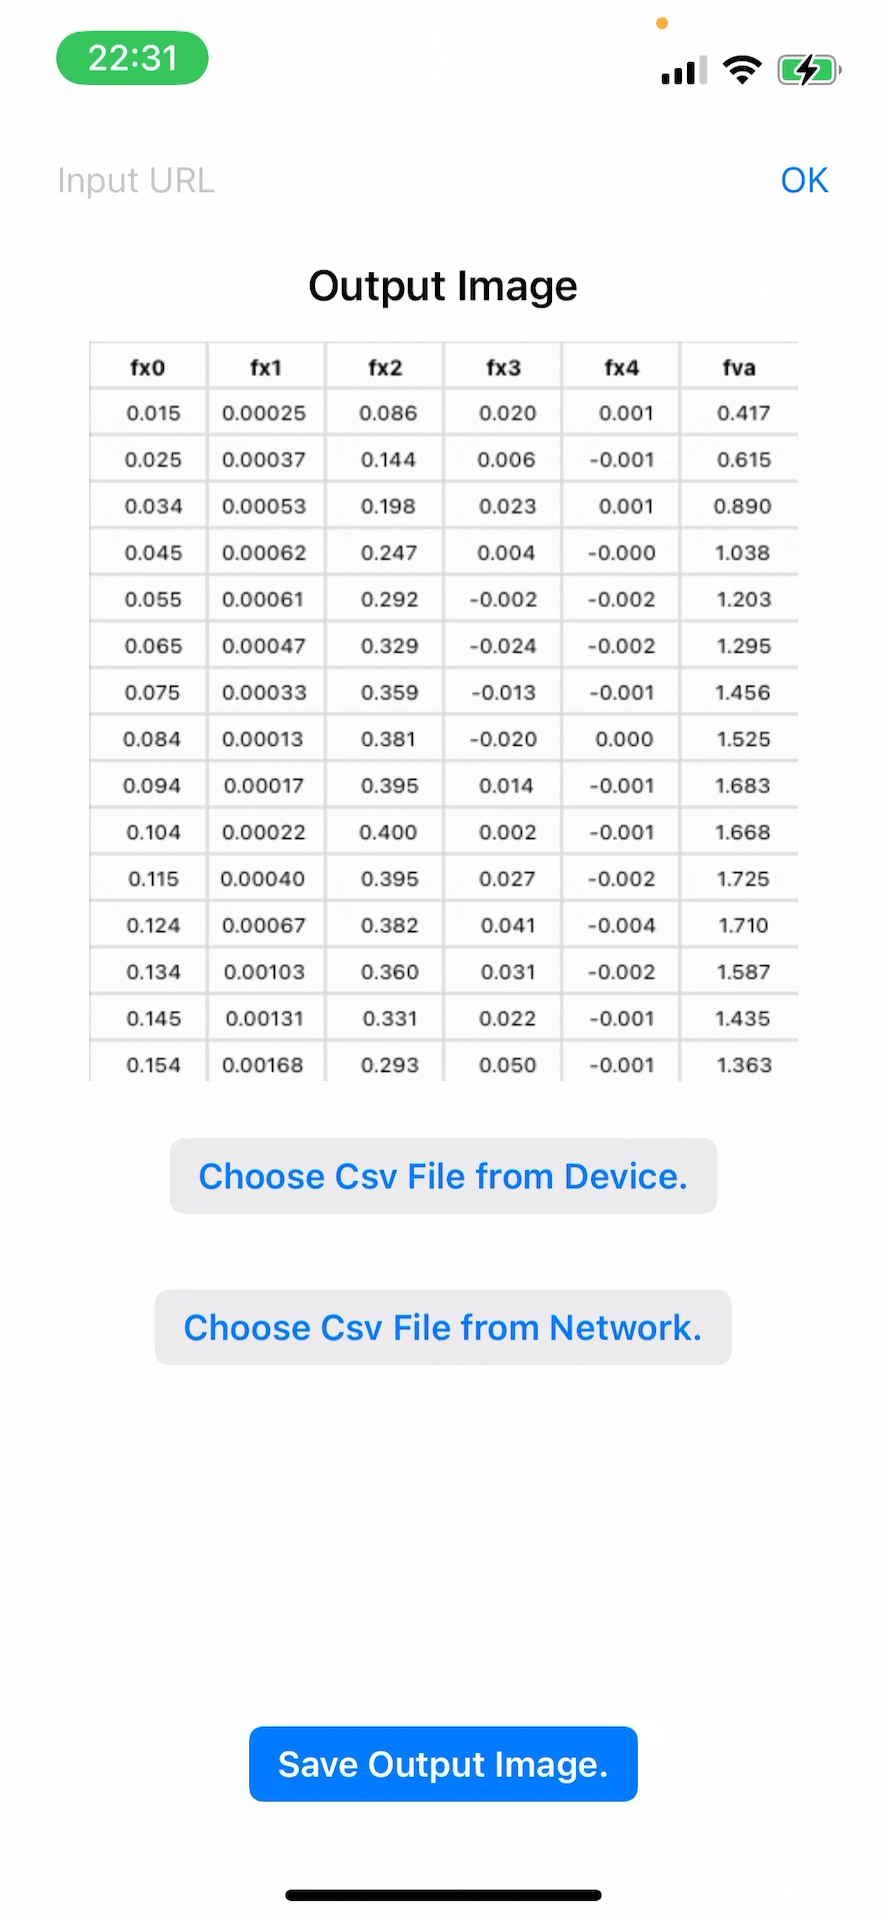 22:31
Input URL OK
Output Image
fx0 fx1 fx2 fx3 fx4 fva
0.015 0.00025 0.086 0.020 0.001 0.417
0.025 0.00037 0.144 0.006 -0.001 0.615
0.034 0.00053 0.198 0.023 0.001 0.890
0.045 0.00062 0.247 0.004 -0.000 1.038
0.055 0.00061 0.292 -0.002 -0.002 1.203
0.065 0.00047 0.329 -0.024 -0.002 1.295
0.075 0.00033 0.359 -0.013 -0.001 1.456
0.084 0.00013 0.381 -0.020 0.000 1.525
0.094 0.00017 0.395 0.014 -0.001 1.683
0.104 0.00022 0.400 0.002 -0.001 1.668
0.115 0.00040 0.395 0.027 -0.002 1.725
0.124 0.00067 0.382 0.041 -0.004 1.710
0.134 0.00103 0.360 0.031 -0.002 1.587
0.145 0.00131 0.331 0.022 -0.001 1.435
0.154 0.00168 0.293 0.050 -0.001 1.363
Choose Csv File from Device.
Choose Csv File from Network.
Save Output Image.